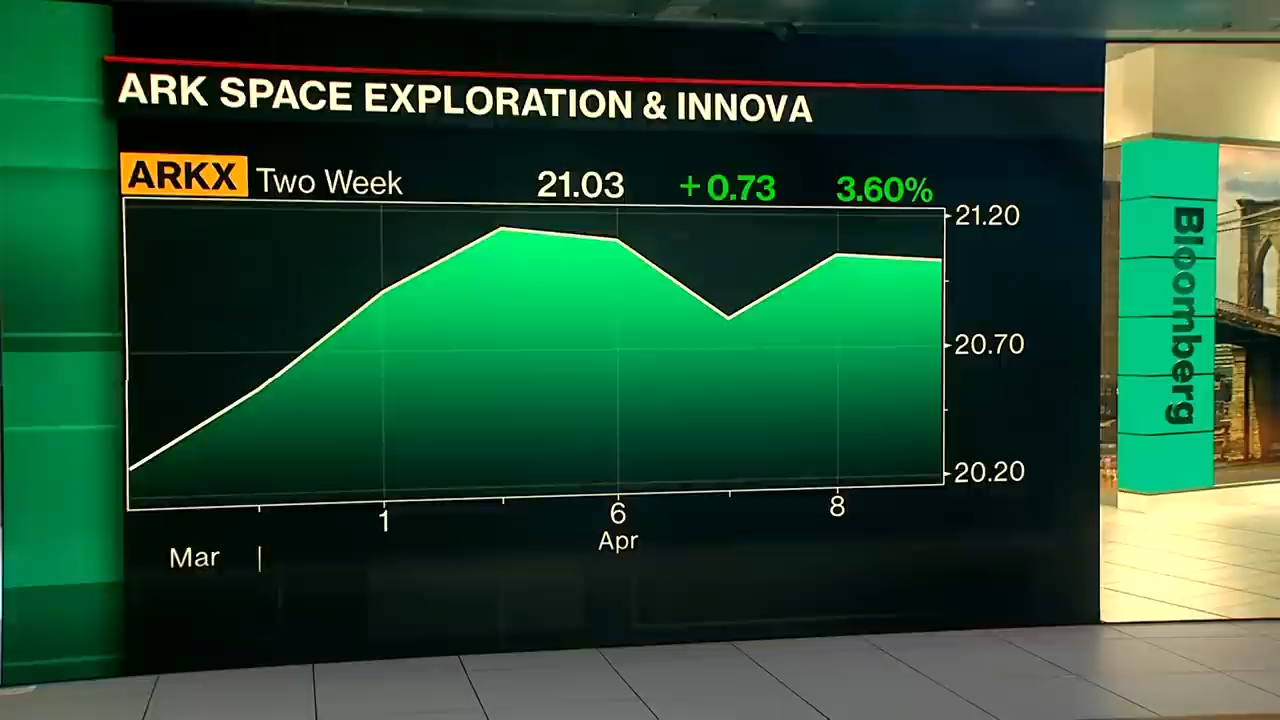 ARK SPACE EXPLORATION & INNOVA
ARKX Two Week 21.03 +0.73 3.60%
21.20
20.70
20.20
1 6 8
Mar Apr
Bloomberg